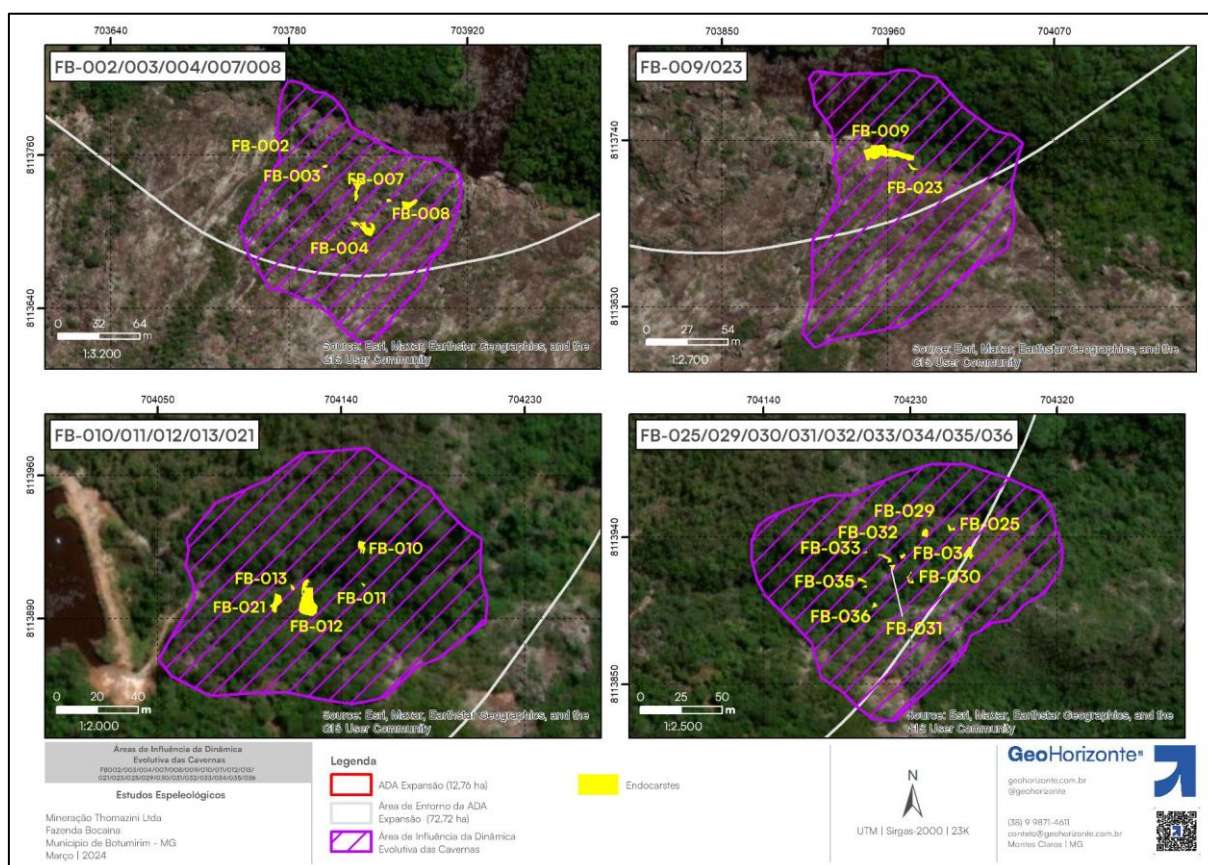 703640 703780 703920
703850 703960 704070
FB-002/003/004/007/008
8113760
8113640
FB-002
FB-003
FB-007
FB-008
FB-004
0 32 64
m
1:3.200
Source: Esri, Maxar, Earthstar Geographics, and the
GIS User Community
FB-009/023
8113740
8113630
FB-009
FB-023
0 27 54
m
1:2.700
Source: Esri, Maxar, Earthstar Geographics, and the
GIS User Community
704050 704140 704230
704140 704230 704320
FB-010/011/012/013/021
8113960
8113890
FB-010
FB-013
FB-011
FB-021
FB-012
0 20 40
m
1:2.000
Source: Esri, Maxar, Earthstar Geographics, and the
GIS User Community
FB-025/029/030/031/032/033/034/035/036
8113940
8113850
FB-029
FB-025
FB-032
FB-033
FB-034
FB-035
FB-030
FB-036
FB-031
0 25 50
m
1:2.500
Source: Esri, Maxar, Earthstar Geographics, and the
GIS User Community
Áreas de Influência da Dinâmica
Evolutiva das Cavernas
Estudos Espeleológicos
Mineração Thomazini Ltda
Fazenda Bocaina
Município de Botumirim - MG
Março | 2024
Legenda
ADA Expansão (12,76 ha)
Área de Entorno da ADA
Expansão (72,72 ha)
Área de Influência da Dinâmica
Evolutiva das Cavernas
Endocarstes
N
UTM | Sirgas-2000 | 23K
GeoHorizonte®
geohorizonte.com.br
@geohorizonte
(38) 9 9871-4611
contato@geohorizonte.com.br
Montes Claros | MG